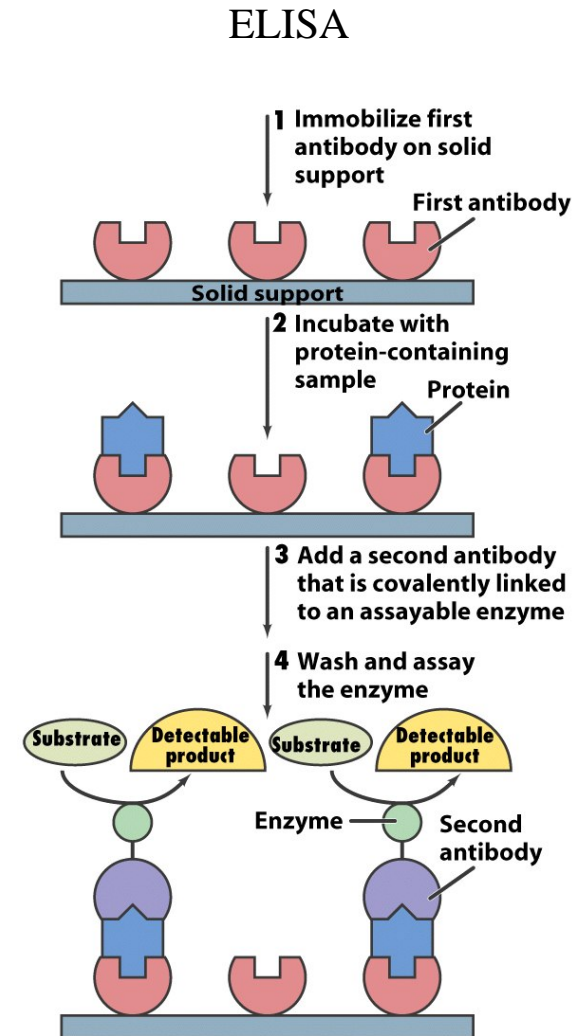 ELISA
1 Immobilize first
antibody on solid
support
First antibody
Solid support
2 Incubate with
protein-containing
sample
Protein
3 Add a second antibody
that is covalently linked
to an assayable enzyme
4 Wash and assay
the enzyme
Substrate
Detectable
product
Substrate
Detectable
product
Enzyme
Second
antibody